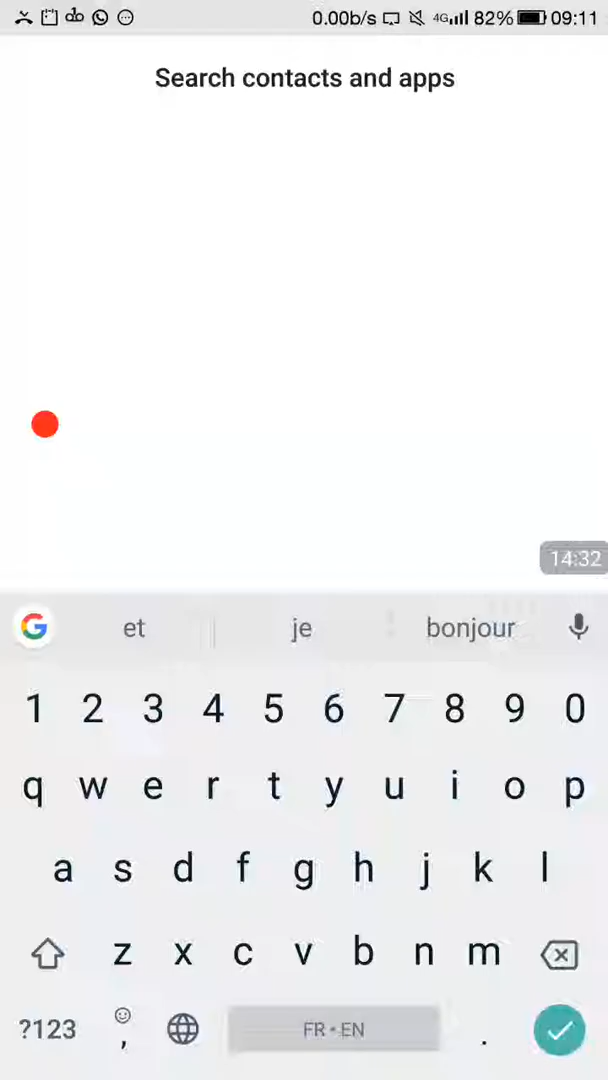 0.00b/s 4G 82% 09:11
Search contacts and apps
14:32
et je bonjour
1 2 3 4 5 6 7 8 9 0
q w e r t y u i o p
a s d f g h j k l
z x c v b n m
?123 , FR • EN .